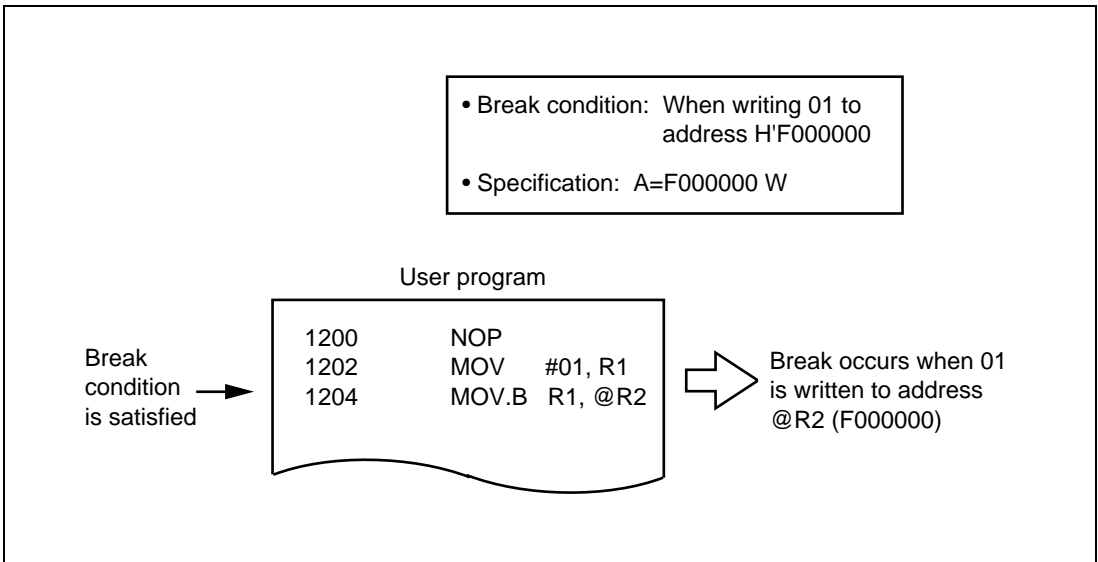 • Break condition: When writing 01 to
address H'F000000
• Specification: A=F000000 W
User program
1200 NOP
1202 MOV #01, R1
1204 MOV.B R1, @R2
Break
condition
is satisfied
Break occurs when 01
is written to address
@R2 (F000000)